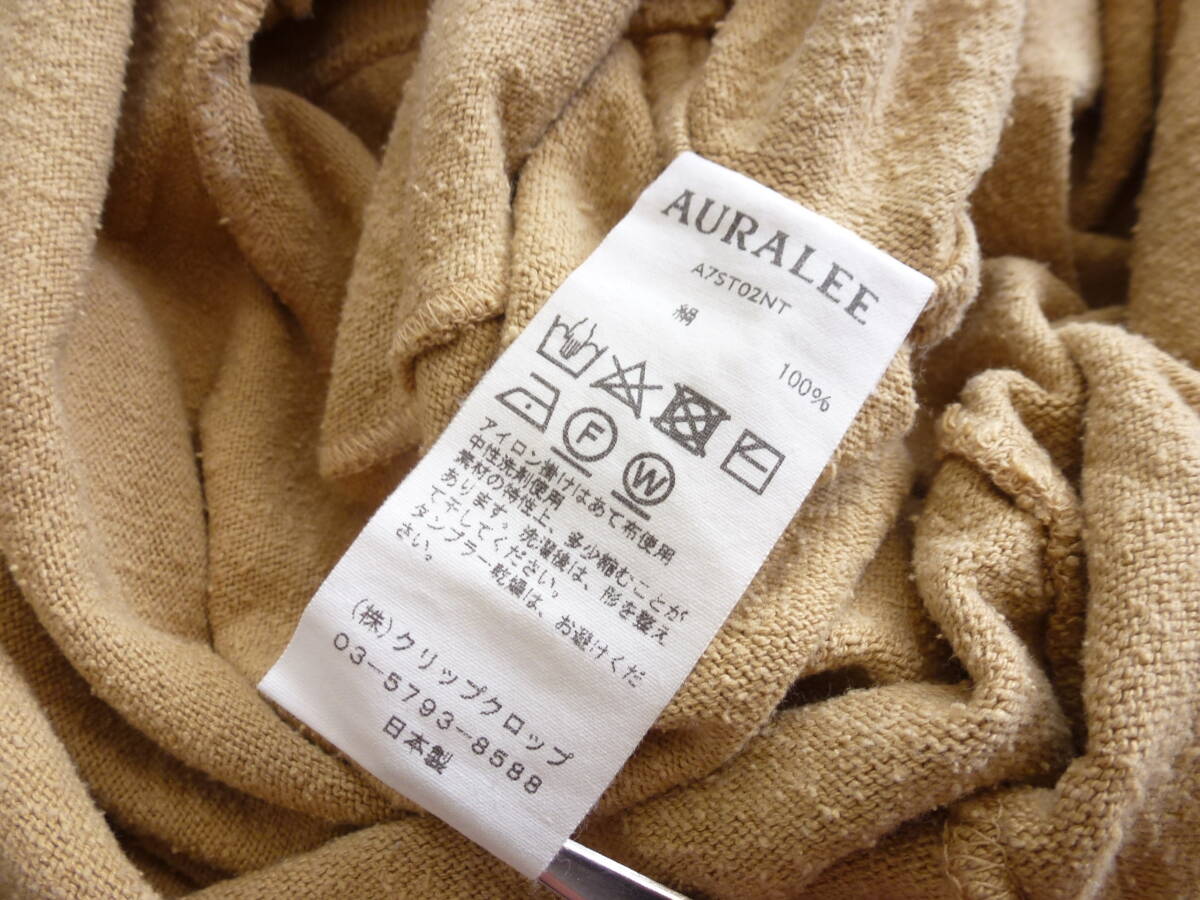 AURALEE
A7ST02NT
絹 100%
F
W
アイロン掛けはあて布使用
中性洗剤使用
素材の特性上、多少縮むことが
あります。洗濯後は、形を整え
て干してください。
タンブラー乾燥は、お避けくだ
さい。
(株)クリップクロップ
03-5793-8588
日本製